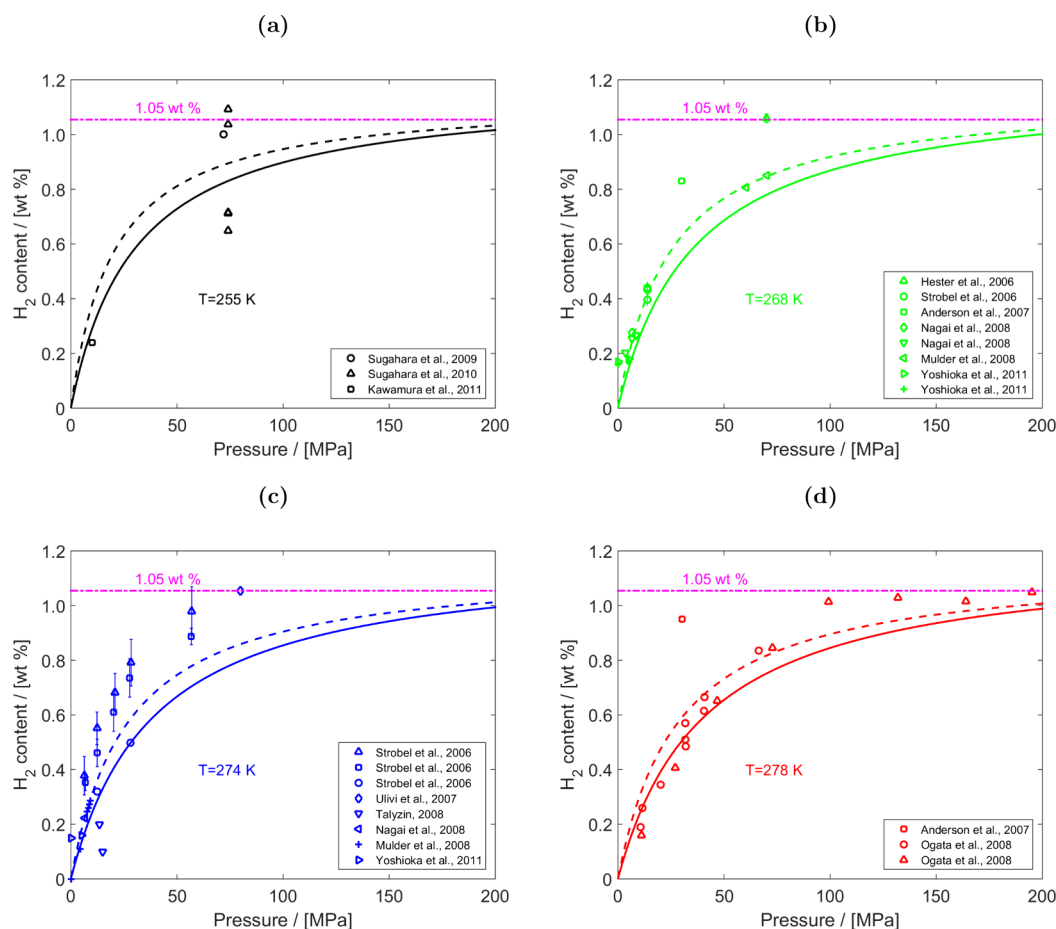 (a)
1.2
1.0
0.8
0.6
0.4
0.2
0
H2 content / [wt %]
1.05 wt %
T=255 K
Sugahara et al., 2009
Sugahara et al., 2010
Kawamura et al., 2011
0 50 100 150 200
Pressure / [MPa]
(b)
1.2
1.0
0.8
0.6
0.4
0.2
0
H2 content / [wt %]
1.05 wt %
T=268 K
Hester et al., 2006
Strobel et al., 2006
Anderson et al., 2007
Nagai et al., 2008
Nagai et al., 2008
Mulder et al., 2008
Yoshioka et al., 2011
Yoshioka et al., 2011
0 50 100 150 200
Pressure / [MPa]
(c)
1.2
1.0
0.8
0.6
0.4
0.2
0
H2 content / [wt %]
1.05 wt %
T=274 K
Strobel et al., 2006
Strobel et al., 2006
Strobel et al., 2006
Ulivi et al., 2007
Talyzin, 2008
Nagai et al., 2008
Mulder et al., 2008
Yoshioka et al., 2011
0 50 100 150 200
Pressure / [MPa]
(d)
1.2
1.0
0.8
0.6
0.4
0.2
0
H2 content / [wt %]
1.05 wt %
T=278 K
Anderson et al., 2007
Ogata et al., 2008
Ogata et al., 2008
0 50 100 150 200
Pressure / [MPa]